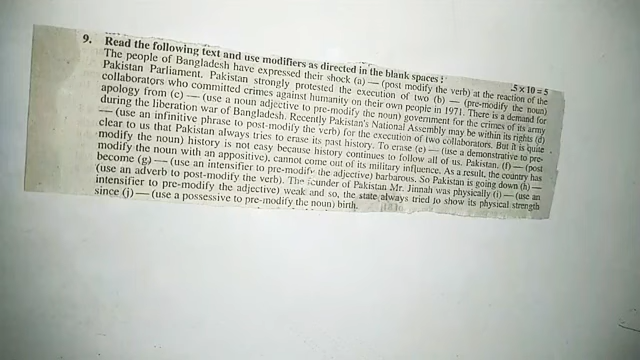 9. Read the following text and use modifiers as directed in the blank spaces :
.5 × 10 = 5
The people of Bangladesh have expressed their shock (a) — (post modify the verb) at the reaction of the
Pakistan Parliament. Pakistan strongly protested the execution of two (b) — (pre-modify the noun)
collaborators who committed crimes against humanity on their own people in 1971. There is a demand for
apology from (c) — (use a noun adjective to pre-modify the noun) government for the crimes of its army
during the liberation war of Bangladesh. Recently Pakistan's National Assembly may be within its rights (d)
— (use an infinitive phrase to post-modify the verb) for the execution of two collaborators. But it is quite
clear to us that Pakistan always tries to erase its past history. To erase (e) — (use a demonstrative to pre-
modify the noun) history is not easy because history continues to follow all of us. Pakistan, (f) — (post
modify the noun with an appositive), cannot come out of its military influence. As a result, the country has
become (g) — (use an intensifier to pre-modify the adjective) barbarous. So Pakistan is going down (h) —
(use an adverb to post-modify the verb). The founder of Pakistan Mr. Jinnah was physically (i) — (use an
intensifier to pre-modify the adjective) weak and so, the state always tried to show its physical strength
since (j) — (use a possessive to pre-modify the noun) birth.